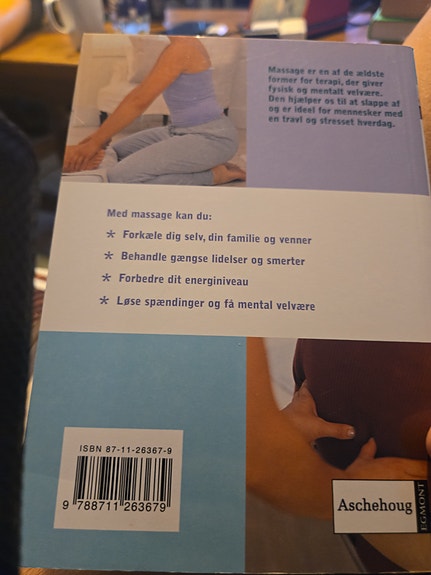 Massage er en af de ældste
former for terapi, der giver
fysisk og mentalt velvære.
Den hjælper os til at slappe af
og er ideel for mennesker med
en travl og stresset hverdag.
Med massage kan du:
* Forkæle dig selv, din familie og venner
* Behandle gængse lidelser og smerter
* Forbedre dit energiniveau
* Løse spændinger og få mental velvære
ISBN 87-11-26367-9
9 788711 263679
Aschehoug
EGMONT